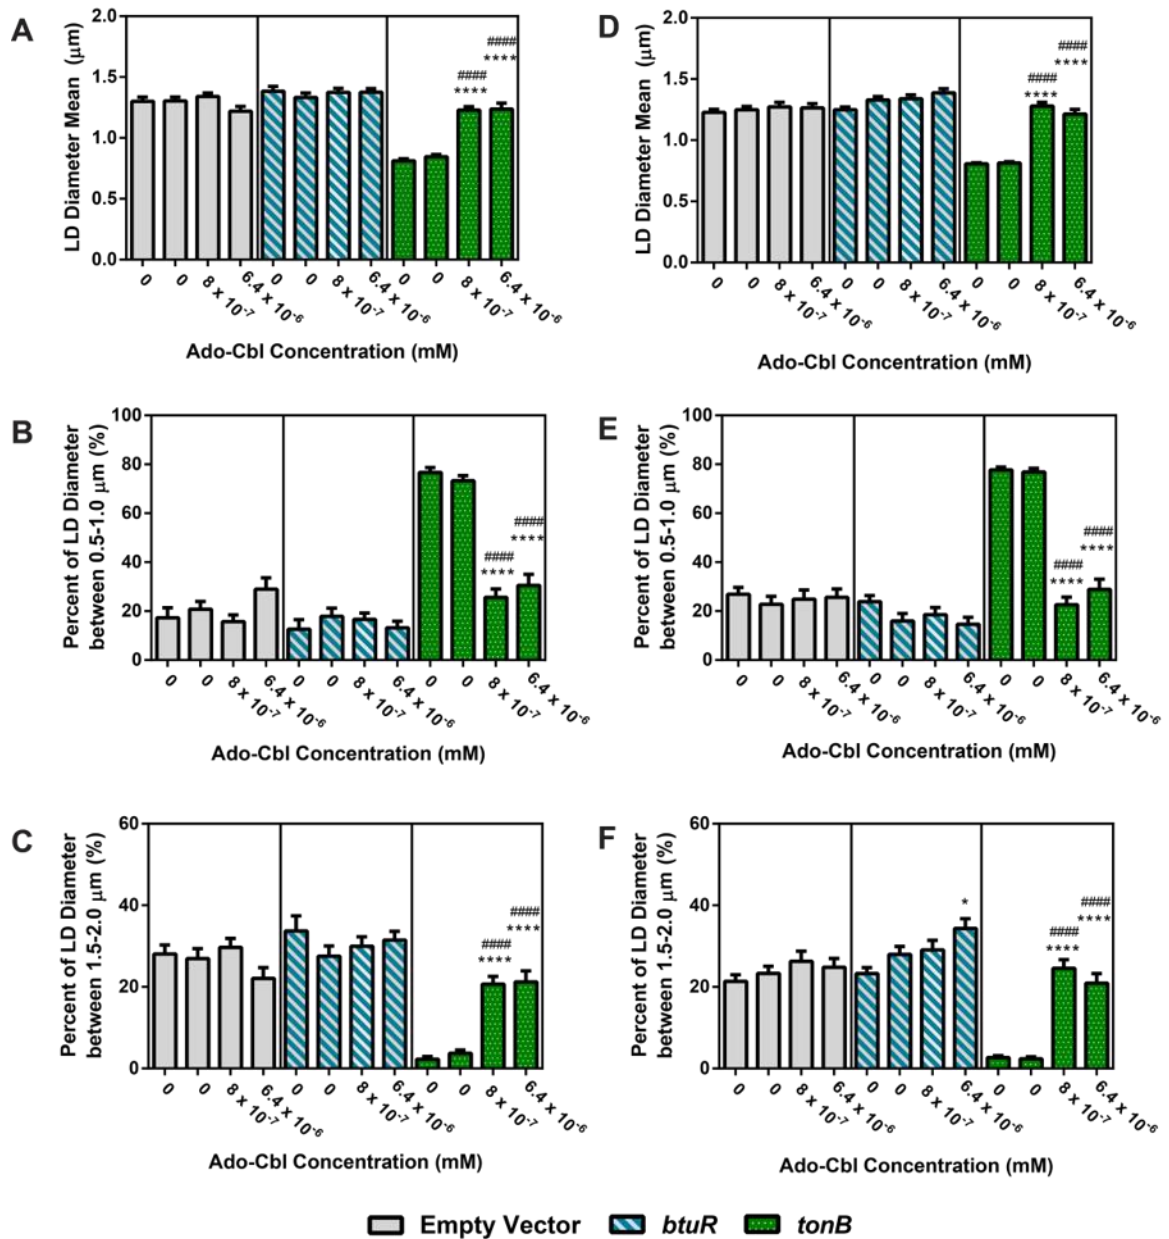 A
LD Diameter Mean (μm)
2.0
1.5
1.0
0.5
0.0
####
****
####
****
0
0
8 x 10⁻⁷
6.4 x 10⁻⁶
0
0
8 x 10⁻⁷
6.4 x 10⁻⁶
0
0
8 x 10⁻⁷
6.4 x 10⁻⁶
Ado-Cbl Concentration (mM)
D
LD Diameter Mean (μm)
2.0
1.5
1.0
0.5
0.0
####
****
####
****
0
0
8 x 10⁻⁷
6.4 x 10⁻⁶
0
0
8 x 10⁻⁷
6.4 x 10⁻⁶
0
0
8 x 10⁻⁷
6.4 x 10⁻⁶
Ado-Cbl Concentration (mM)
B
Percent of LD Diameter
between 0.5-1.0 μm (%)
100
80
60
40
20
0
####
****
####
****
0
0
8 x 10⁻⁷
6.4 x 10⁻⁶
0
0
8 x 10⁻⁷
6.4 x 10⁻⁶
0
0
8 x 10⁻⁷
6.4 x 10⁻⁶
Ado-Cbl Concentration (mM)
E
Percent of LD Diameter
between 0.5-1.0 μm (%)
100
80
60
40
20
0
####
****
####
****
0
0
8 x 10⁻⁷
6.4 x 10⁻⁶
0
0
8 x 10⁻⁷
6.4 x 10⁻⁶
0
0
8 x 10⁻⁷
6.4 x 10⁻⁶
Ado-Cbl Concentration (mM)
C
Percent of LD Diameter
between 1.5-2.0 μm (%)
60
40
20
0
####
****
####
****
0
0
8 x 10⁻⁷
6.4 x 10⁻⁶
0
0
8 x 10⁻⁷
6.4 x 10⁻⁶
0
0
8 x 10⁻⁷
6.4 x 10⁻⁶
Ado-Cbl Concentration (mM)
F
Percent of LD Diameter
between 1.5-2.0 μm (%)
60
40
20
0
*
####
****
####
****
0
0
8 x 10⁻⁷
6.4 x 10⁻⁶
0
0
8 x 10⁻⁷
6.4 x 10⁻⁶
0
0
8 x 10⁻⁷
6.4 x 10⁻⁶
Ado-Cbl Concentration (mM)
Empty Vector btuR tonB